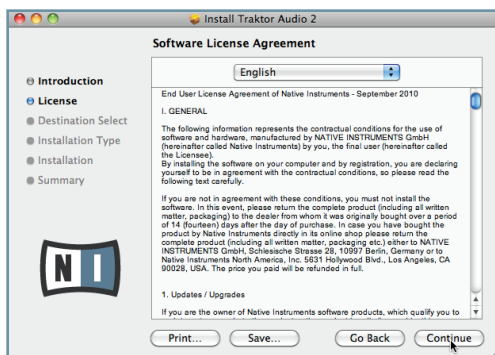 Install Traktor Audio 2
Software License Agreement
English
Introduction
License
Destination Select
Installation Type
Installation
Summary
NI
End User License Agreement of Native Instruments - September 2010
I. GENERAL
The following information represents the contractual conditions for the use of
software and hardware, manufactured by NATIVE INSTRUMENTS GmbH
(hereinafter called Native Instruments) by you, the final user (hereinafter called
the Licensee).
By installing the software on your computer and by registration, you are declaring
yourself to be in agreement with the contractual conditions, so please read the
following text carefully.
If you are not in agreement with these conditions, you must not install the
software. In this event, please return the complete product (including all written
matter, packaging) to the dealer from whom it was originally bought over a period
of 14 (fourteen) days after the day of purchase. In case you have bought the
product by Native Instruments directly in its online shop please return the
complete product (including all written matter, packaging etc.) either to NATIVE
INSTRUMENTS GmbH, Schlesische Strasse 28, 10997 Berlin, Germany or to
Native Instruments North America, Inc. 5631 Hollywood Blvd., Los Angeles, CA
90028, USA. The price you paid will be refunded in full.
1. Updates / Upgrades
If you are the owner of Native Instruments software products, which qualify you to
Print...
Save...
Go Back
Continue